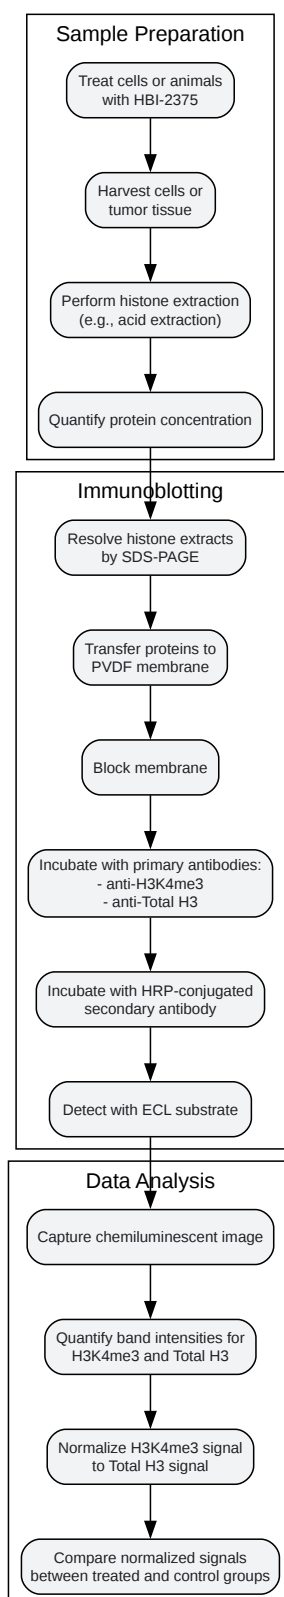 Sample Preparation
Treat cells or animals
with HBI-2375
Harvest cells or
tumor tissue
Perform histone extraction
(e.g., acid extraction)
Quantify protein concentration
Immunoblotting
Resolve histone extracts
by SDS-PAGE
Transfer proteins to
PVDF membrane
Block membrane
Incubate with primary antibodies:
- anti-H3K4me3
- anti-Total H3
Incubate with HRP-conjugated
secondary antibody
Detect with ECL substrate
Data Analysis
Capture chemiluminescent image
Quantify band intensities for
H3K4me3 and Total H3
Normalize H3K4me3 signal
to Total H3 signal
Compare normalized signals
between treated and control groups